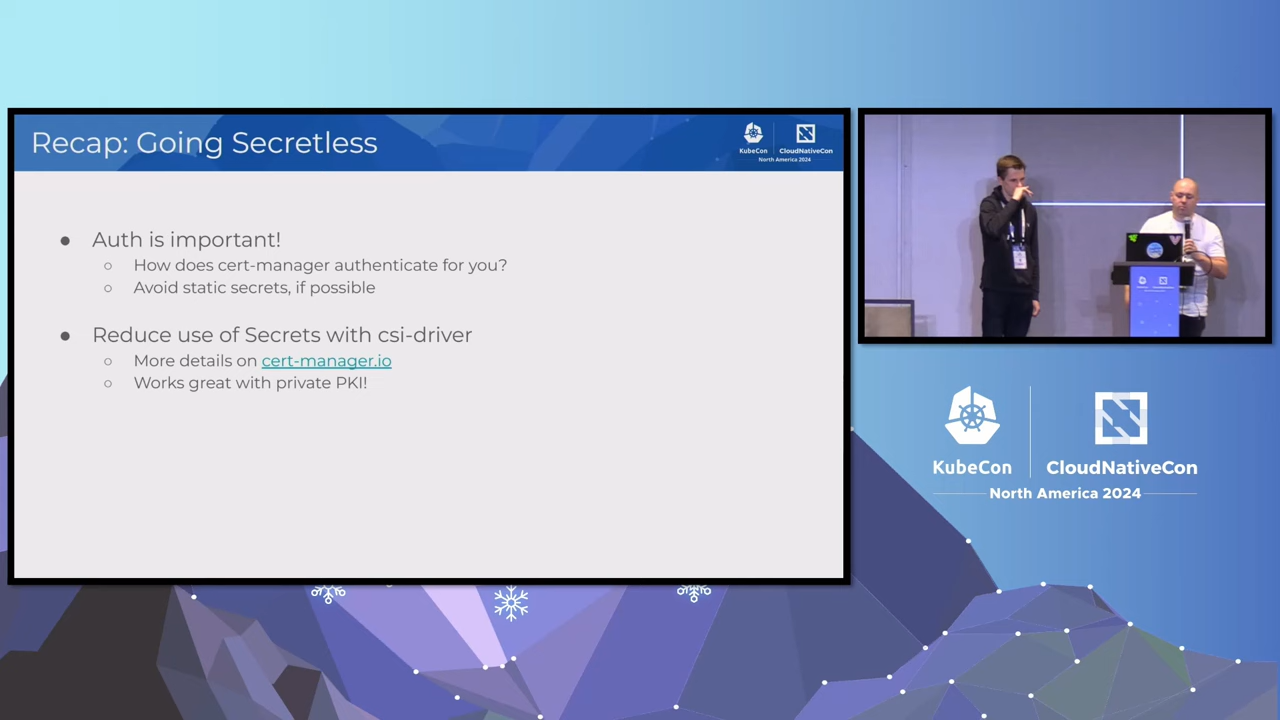 Recap: Going Secretless
KubeCon
CloudNativeCon
North America 2024
● Auth is important!
○ How does cert-manager authenticate for you?
○ Avoid static secrets, if possible
● Reduce use of Secrets with csi-driver
○ More details on cert-manager.io
○ Works great with private PKI!
KubeCon
CloudNativeCon
North America 2024